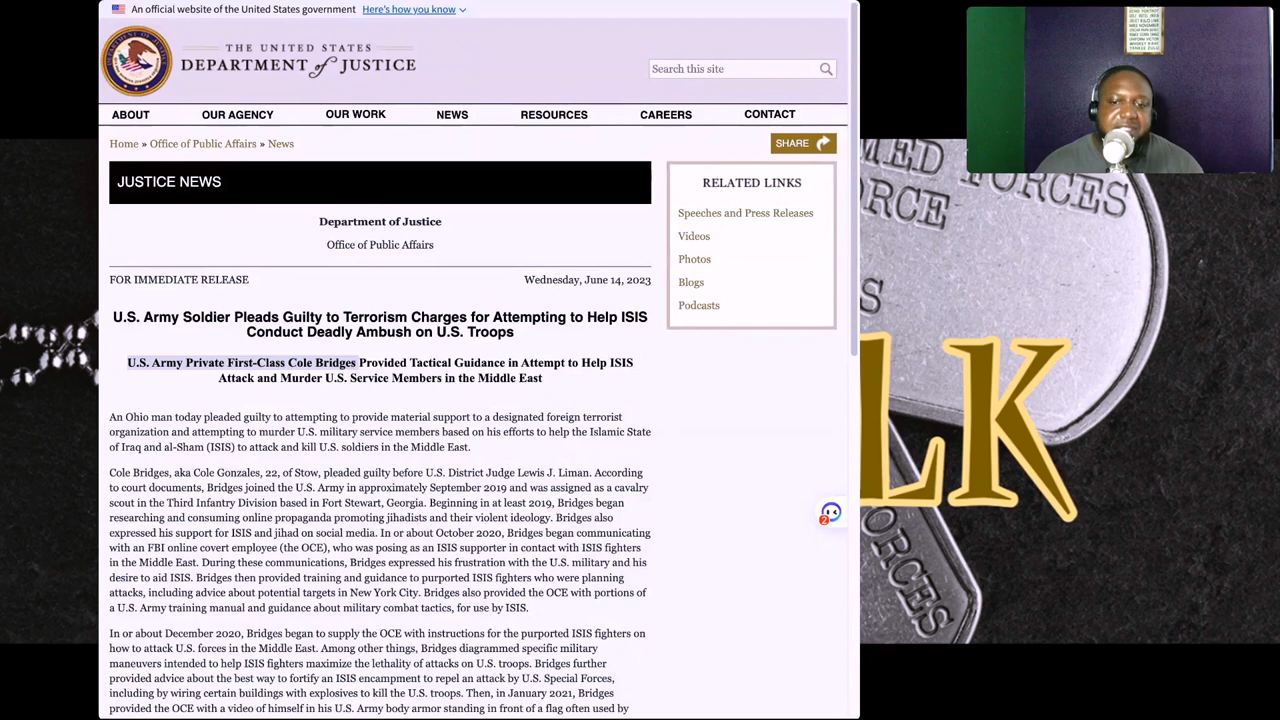 An official website of the United States government Here's how you know
THE UNITED STATES
DEPARTMENT of JUSTICE
Search this site
ABOUT OUR AGENCY OUR WORK NEWS RESOURCES CAREERS CONTACT
Home » Office of Public Affairs » News
SHARE
JUSTICE NEWS
Department of Justice
Office of Public Affairs
FOR IMMEDIATE RELEASE Wednesday, June 14, 2023
U.S. Army Soldier Pleads Guilty to Terrorism Charges for Attempting to Help ISIS
Conduct Deadly Ambush on U.S. Troops
U.S. Army Private First-Class Cole Bridges Provided Tactical Guidance in Attempt to Help ISIS
Attack and Murder U.S. Service Members in the Middle East
An Ohio man today pleaded guilty to attempting to provide material support to a designated foreign terrorist
organization and attempting to murder U.S. military service members based on his efforts to help the Islamic State
of Iraq and al-Sham (ISIS) to attack and kill U.S. soldiers in the Middle East.
Cole Bridges, aka Cole Gonzales, 22, of Stow, pleaded guilty before U.S. District Judge Lewis J. Liman. According
to court documents, Bridges joined the U.S. Army in approximately September 2019 and was assigned as a cavalry
scout in the Third Infantry Division based in Fort Stewart, Georgia. Beginning in at least 2019, Bridges began
researching and consuming online propaganda promoting jihadists and their violent ideology. Bridges also
expressed his support for ISIS and jihad on social media. In or about October 2020, Bridges began communicating
with an FBI online covert employee (the OCE), who was posing as an ISIS supporter in contact with ISIS fighters
in the Middle East. During these communications, Bridges expressed his frustration with the U.S. military and his
desire to aid ISIS. Bridges then provided training and guidance to purported ISIS fighters who were planning
attacks, including advice about potential targets in New York City. Bridges also provided the OCE with portions of
a U.S. Army training manual and guidance about military combat tactics, for use by ISIS.
In or about December 2020, Bridges began to supply the OCE with instructions for the purported ISIS fighters on
how to attack U.S. forces in the Middle East. Among other things, Bridges diagrammed specific military
maneuvers intended to help ISIS fighters maximize the lethality of attacks on U.S. troops. Bridges further
provided advice about the best way to fortify an ISIS encampment to repel an attack by U.S. Special Forces,
including by wiring certain buildings with explosives to kill the U.S. troops. Then, in January 2021, Bridges
provided the OCE with a video of himself in his U.S. Army body armor standing in front of a flag often used by
RELATED LINKS
Speeches and Press Releases
Videos
Photos
Blogs
Podcasts
2
MED FORCES
ORCE
S
LK
FORCES